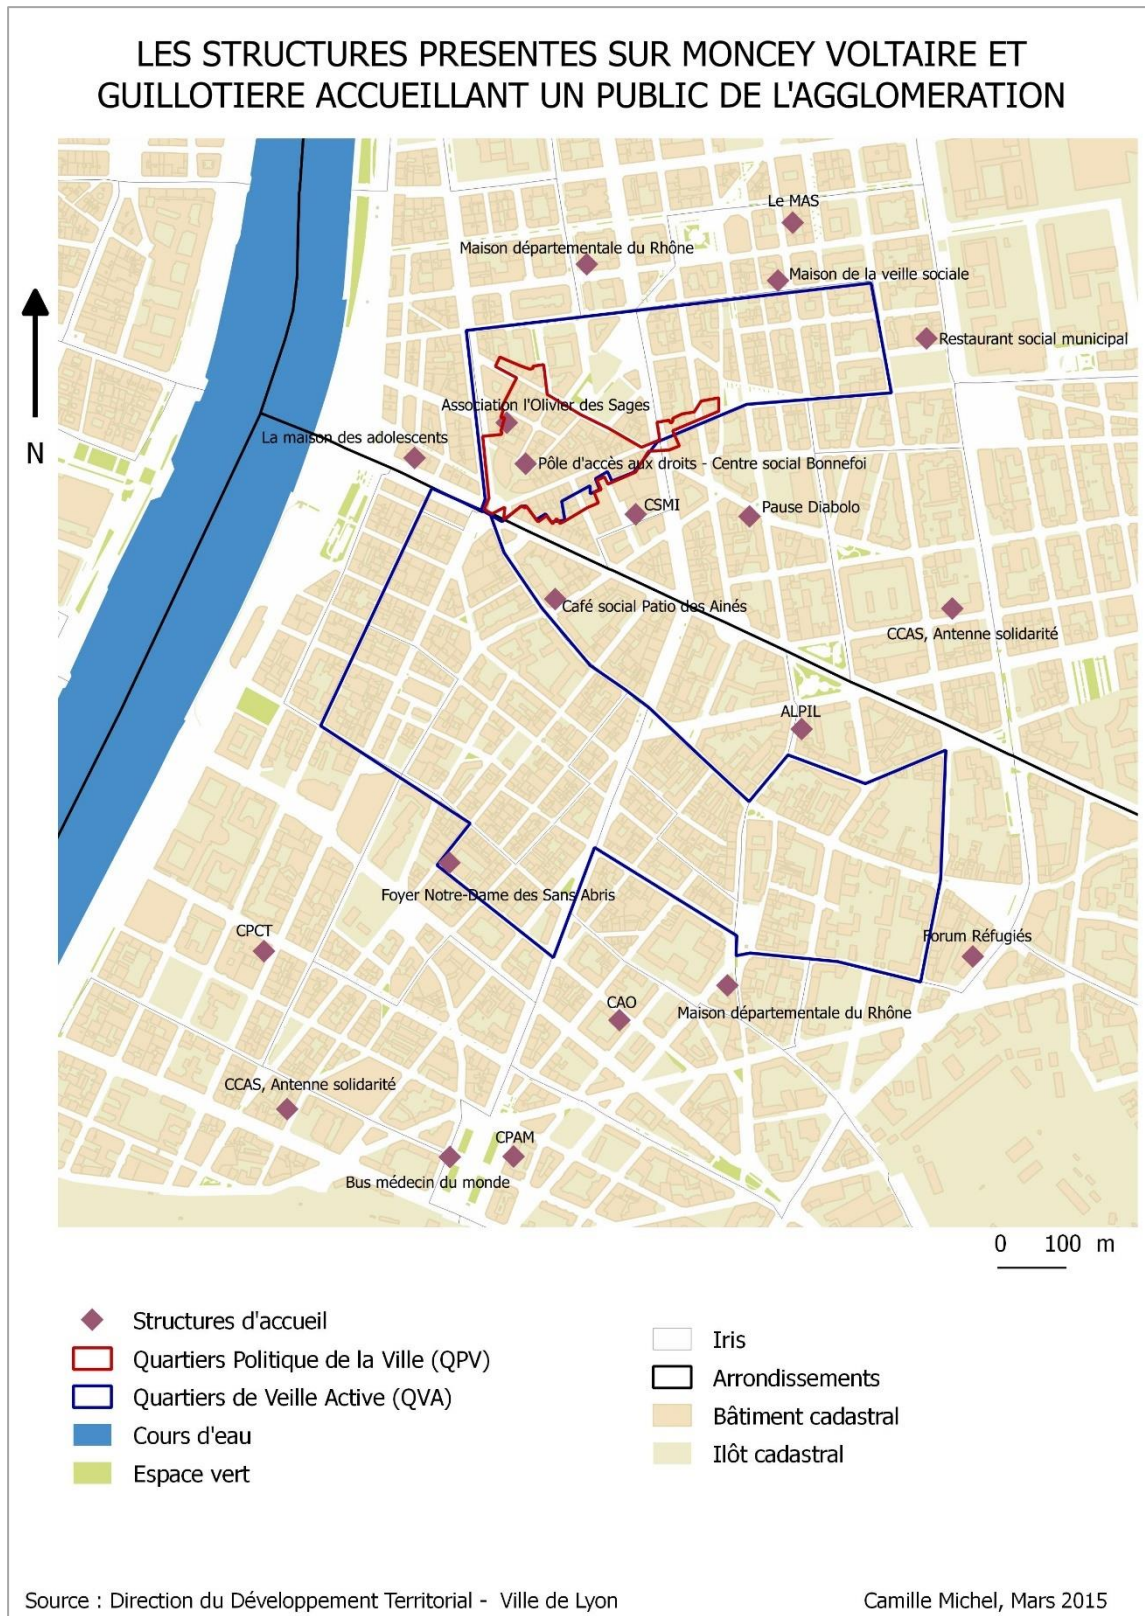 LES STRUCTURES PRESENTES SUR MONCEY VOLTAIRE ET
GUILLOTIERE ACCUEILLANT UN PUBLIC DE L'AGGLOMERATION
Le MAS
Maison départementale du Rhône
Maison de la veille sociale
Restaurant social municipal
Association l'Olivier des Sages
La maison des adolescents
N
Pôle d'accès aux droits - Centre social Bonnefoi
CSMI
Pause Diabolo
Café social Patio des Ainés
CCAS, Antenne solidarité
ALPIL
Foyer Notre-Dame des Sans Abris
CPCT
Forum Réfugiés
CAO
Maison départementale du Rhône
CCAS, Antenne solidarité
CPAM
Bus médecin du monde
0 100 m
Structures d'accueil
Quartiers Politique de la Ville (QPV)
Quartiers de Veille Active (QVA)
Cours d'eau
Espace vert
Iris
Arrondissements
Bâtiment cadastral
Ilôt cadastral
Source : Direction du Développement Territorial - Ville de Lyon
Camille Michel, Mars 2015